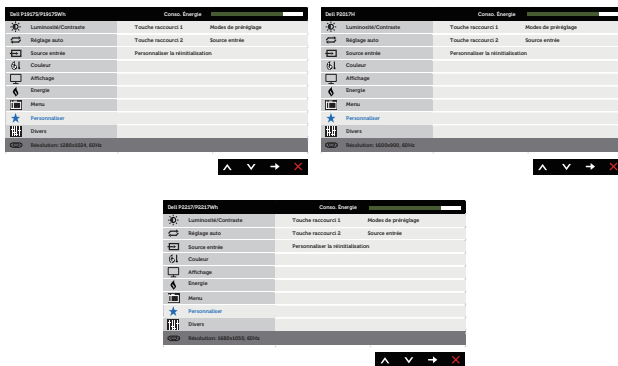 Dell P1917S/P1917SWh Conso. Énergie
Luminosité/Contraste Touche raccourci 1 Modes de préréglage
Réglage auto Touche raccourci 2 Source entrée
Source entrée Personnaliser la réinitialisation
Couleur
Affichage
Energie
Menu
Personnaliser
Divers
Résolution: 1280x1024, 60Hz
Dell P2017H Conso. Énergie
Luminosité/Contraste Touche raccourci 1 Modes de préréglage
Réglage auto Touche raccourci 2 Source entrée
Source entrée Personnaliser la réinitialisation
Couleur
Affichage
Energie
Menu
Personnaliser
Divers
Résolution: 1600x900, 60Hz
Dell P2217/P2217Wh Conso. Énergie
Luminosité/Contraste Touche raccourci 1 Modes de préréglage
Réglage auto Touche raccourci 2 Source entrée
Source entrée Personnaliser la réinitialisation
Couleur
Affichage
Energie
Menu
Personnaliser
Divers
Résolution: 1680x1050, 60Hz